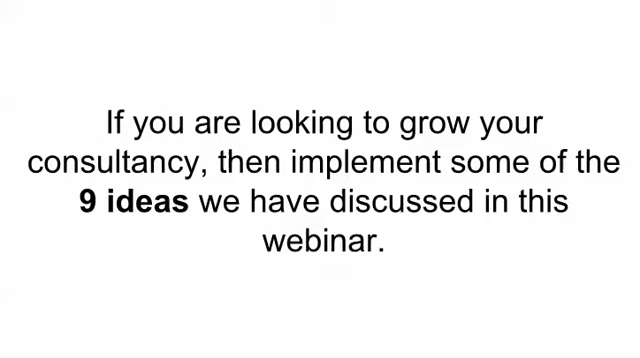 If you are looking to grow your
consultancy, then implement some of the
9 ideas we have discussed in this
webinar.